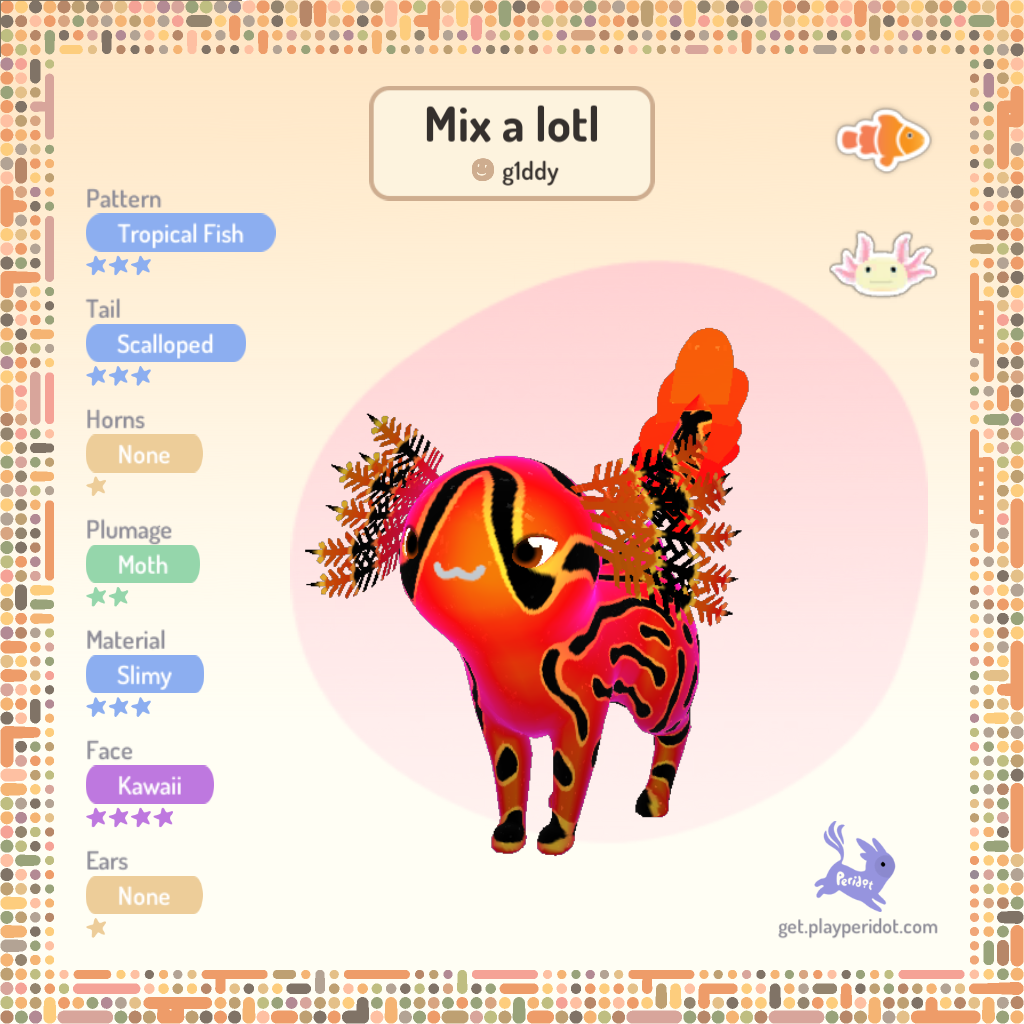 Mix a lotl
g1ddy
Pattern
Tropical Fish
Tail
Scalloped
Horns
None
Plumage
Moth
Material
Slimy
Face
Kawaii
Ears
None
Peridot
get.playperidot.com